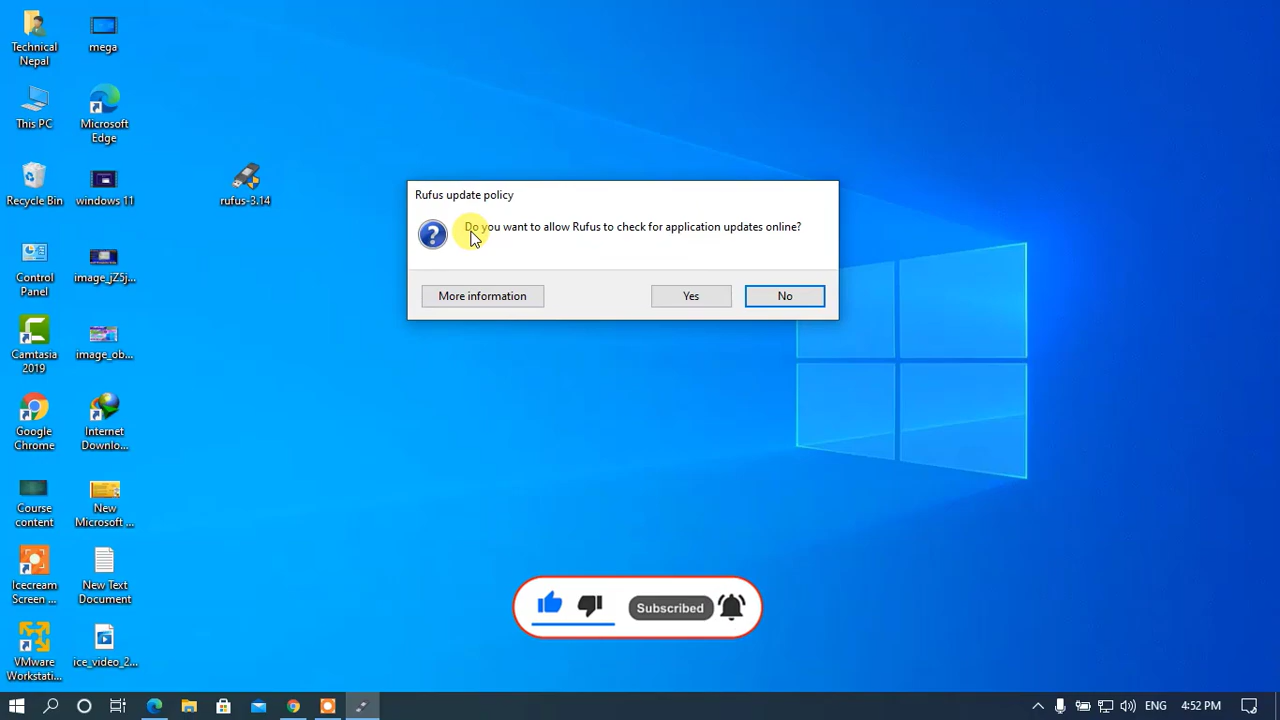 Technical
Nepal
mega
This PC
Microsoft
Edge
Recycle Bin
windows 11
rufus-3.14
Rufus update policy
Do you want to allow Rufus to check for application updates online?
More information
Yes
No
Control
Panel
image_jZ5j...
Camtasia
2019
image_ob...
Google
Chrome
Internet
Downlo...
Course
content
New
Microsoft ...
Icecream
Screen ...
New Text
Document
Subscribed
VMware
Workstati...
ice_video_2...
ENG
4:52 PM